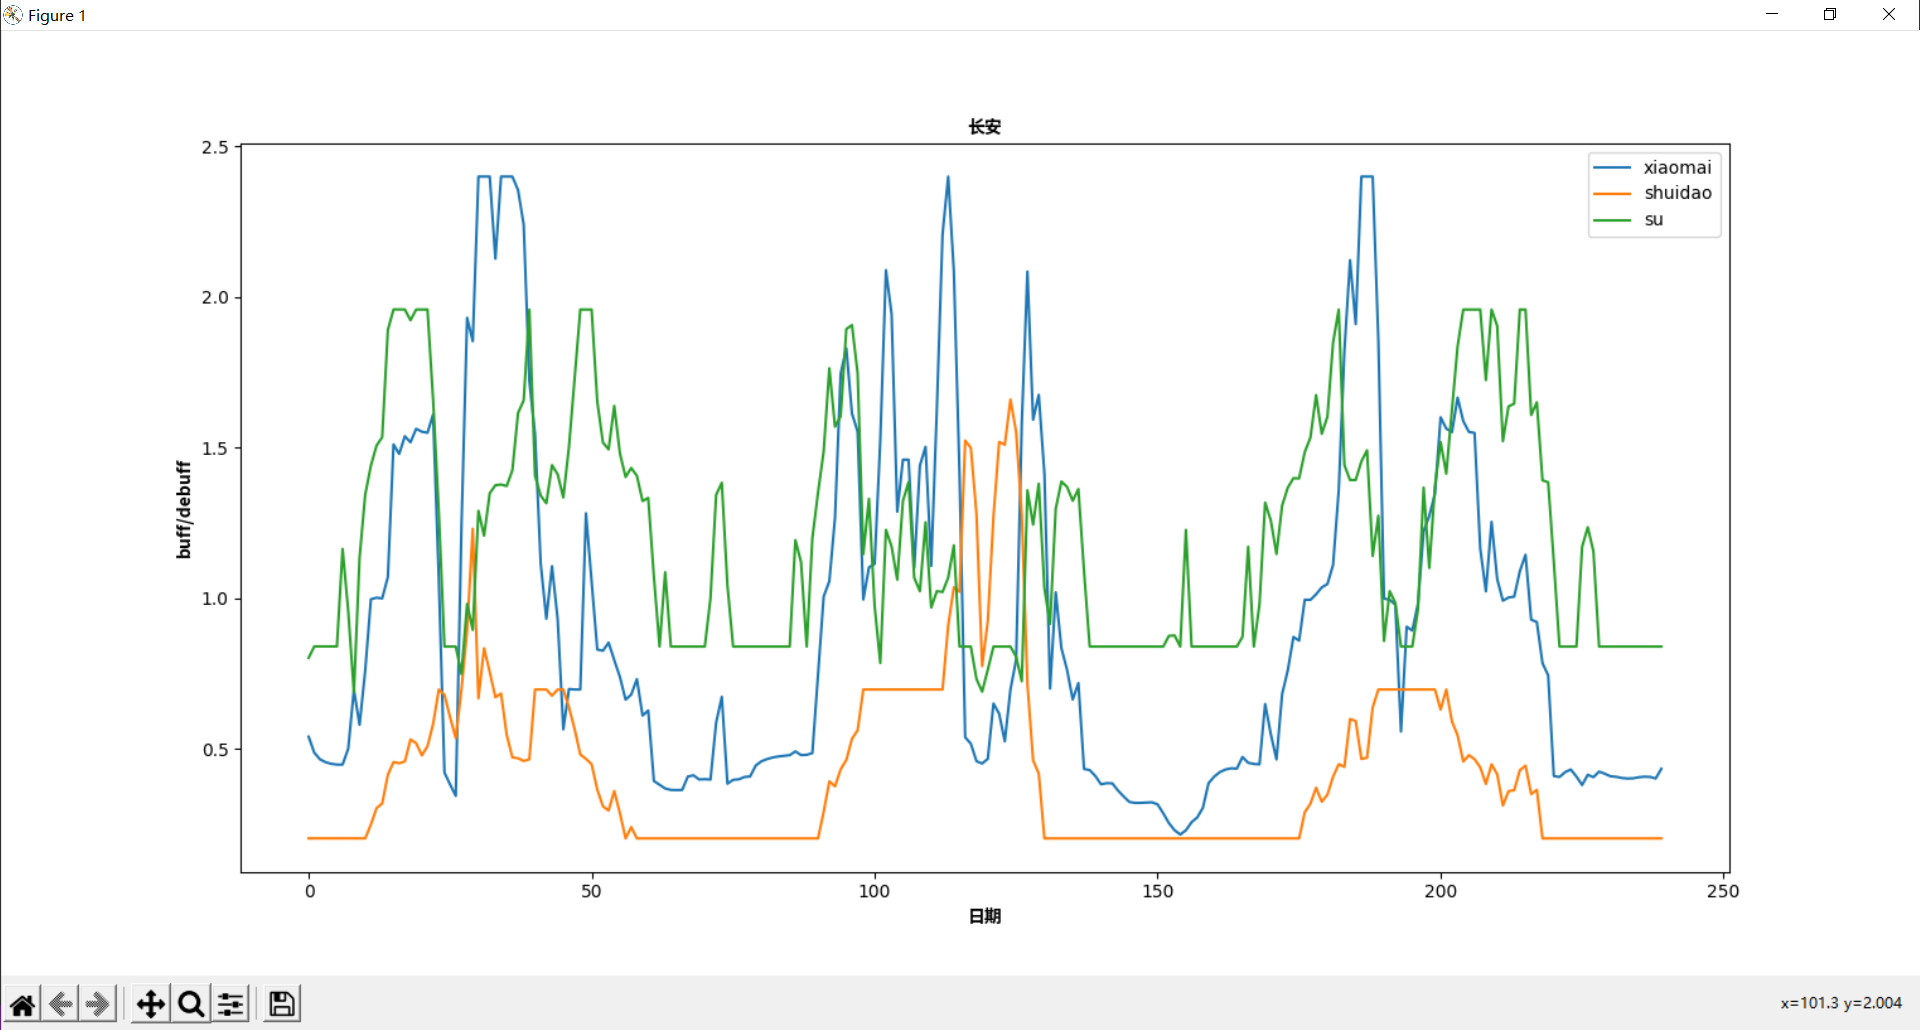 Figure 1
长安
2.5
2.0
1.5
1.0
0.5
buff/debuff
xiaomai
shuidao
su
0 50 100 150 200 250
日期
x=101.3 y=2.004